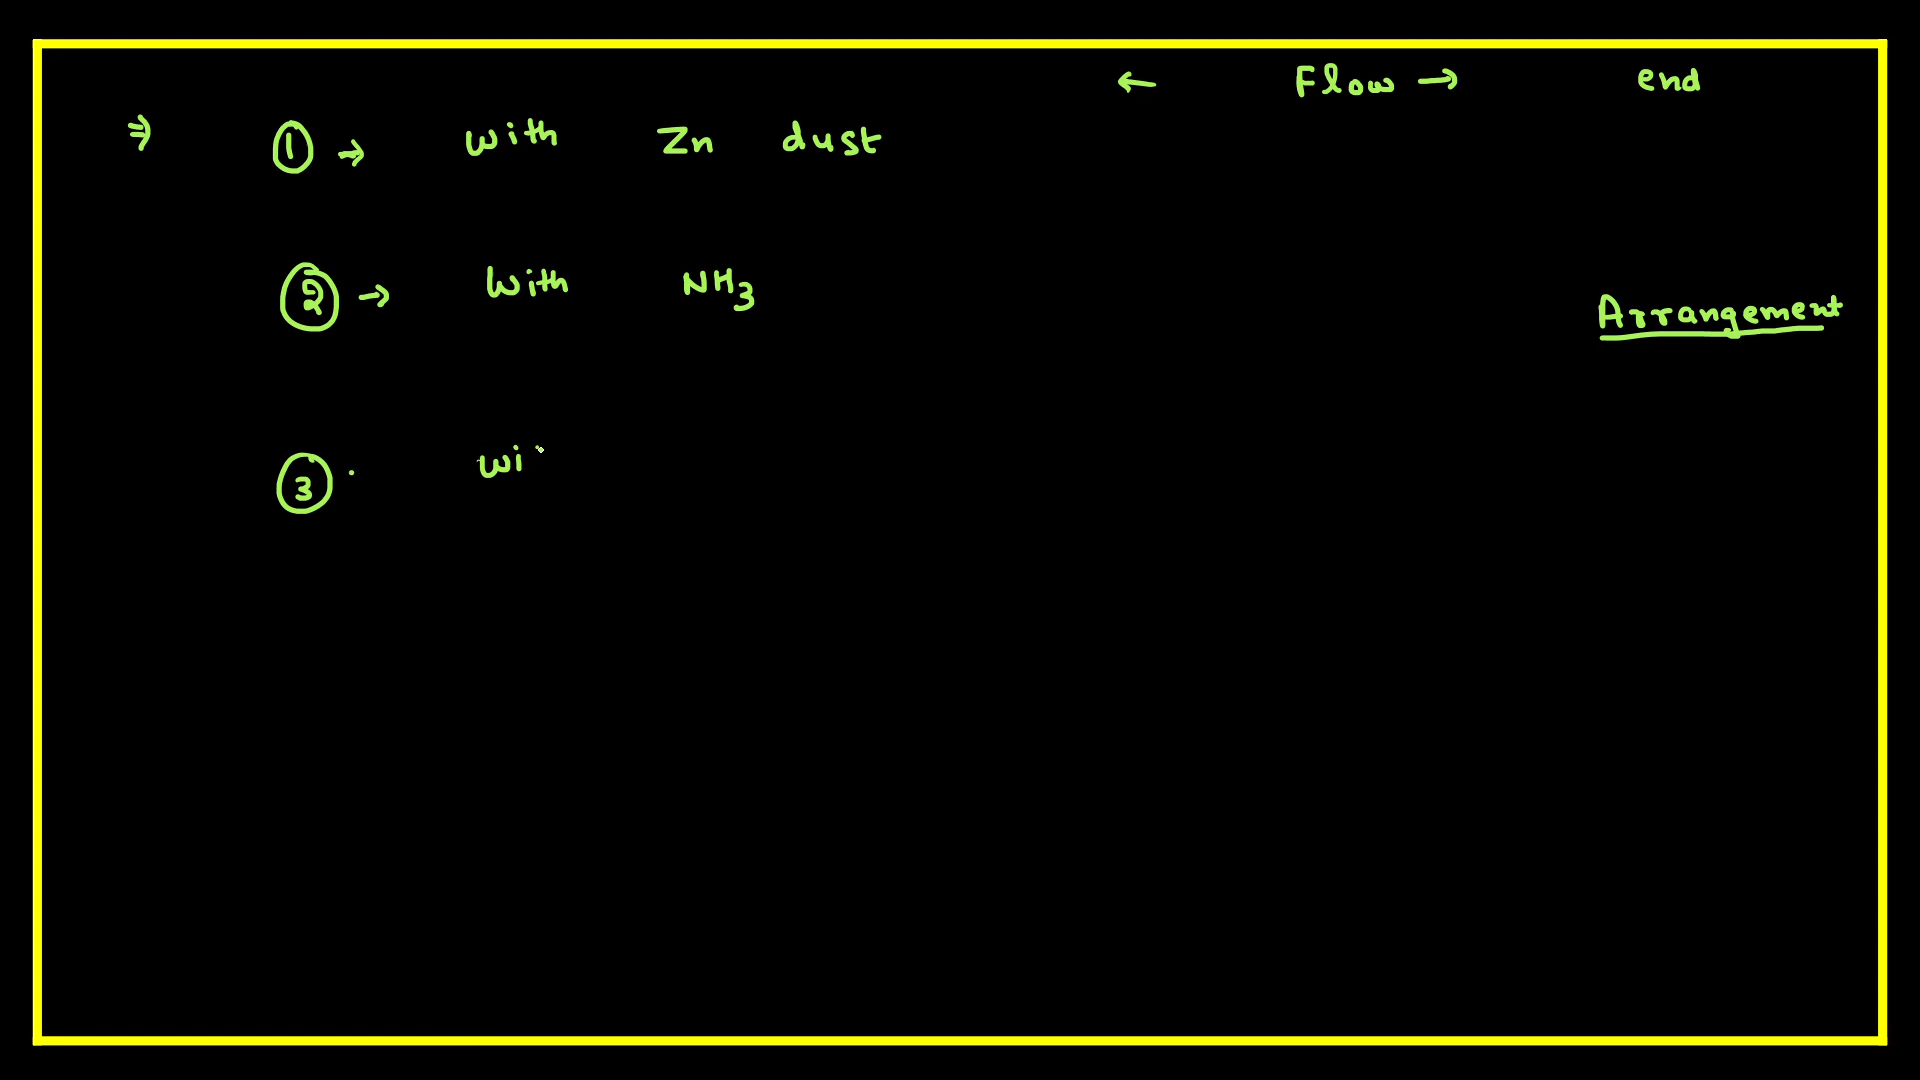 ← Flow → end
⇒ ① → with Zn dust
② → With NH3
Arrangement
③ . wi